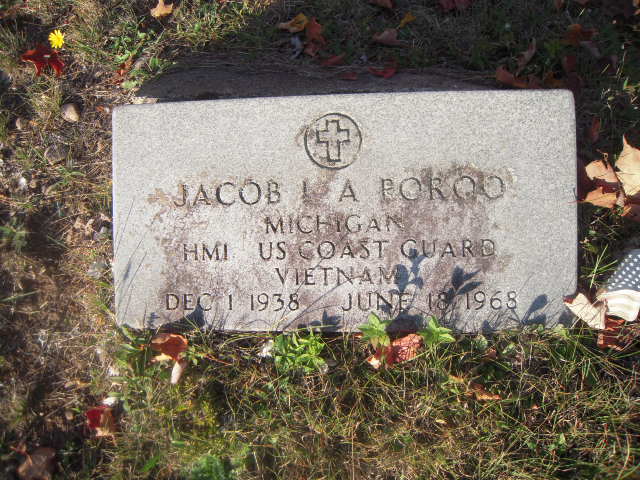 JACOB L A POROO
MICHIGAN
HM1 US COAST GUARD
VIETNAM
DEC 1 1938 JUNE 18 1968